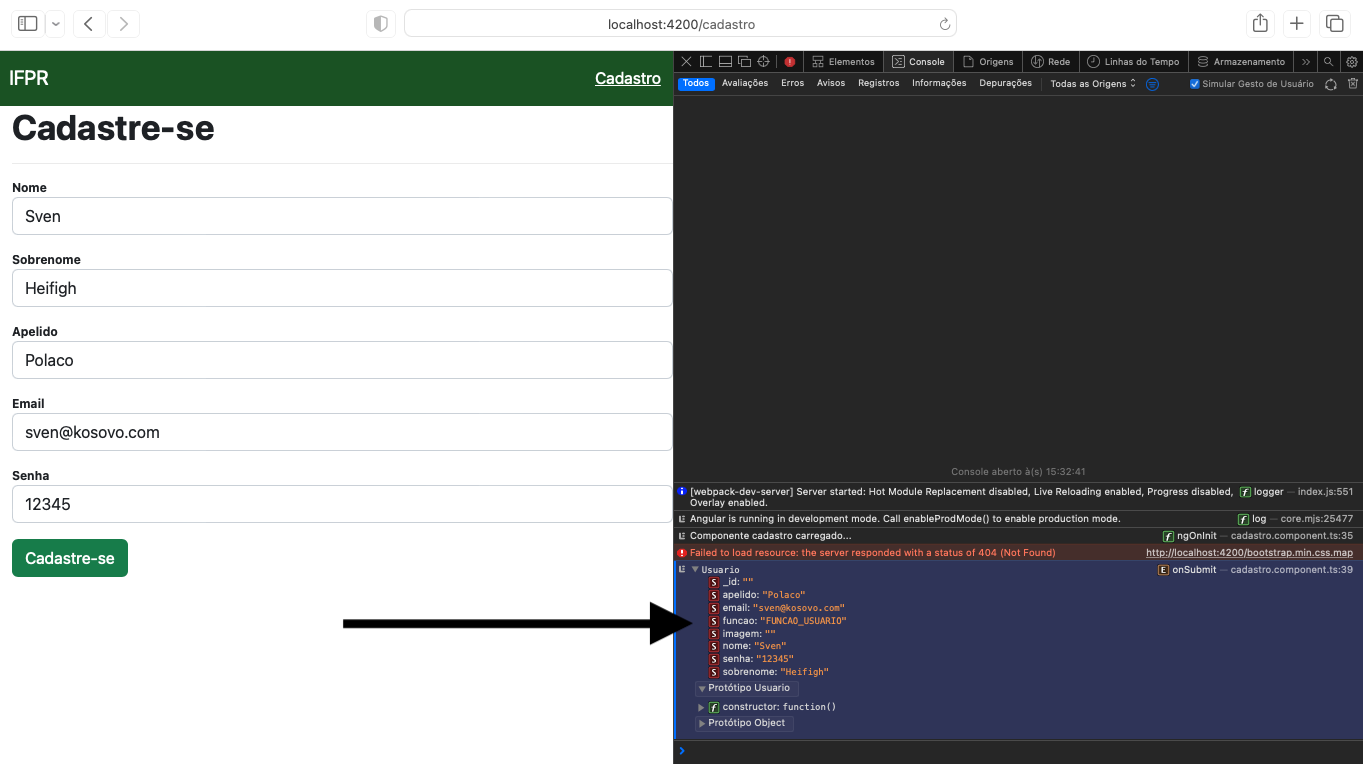 localhost:4200/cadastro
IFPR
Cadastro
Cadastre-se
Nome
Sven
Sobrenome
Heifigh
Apelido
Polaco
Email
sven@kosovo.com
Senha
12345
Cadastre-se
Elementos Console Origens Rede Linhas do Tempo Armazenamento
Todos Avaliações Erros Avisos Registros Informações Depurações Todas as Origens Simular Gesto de Usuário
Console aberto à(s) 15:32:41
[webpack-dev-server] Server started: Hot Module Replacement disabled, Live Reloading enabled, Progress disabled, f logger — index.js:551
Overlay enabled.
Angular is running in development mode. Call enableProdMode() to enable production mode. f log — core.mjs:25477
Componente cadastro carregado... f ngOnInit — cadastro.component.ts:35
Failed to load resource: the server responded with a status of 404 (Not Found) http://localhost:4200/bootstrap.min.css.map
Usuario E onSubmit — cadastro.component.ts:39
S _id: ""
S apelido: "Polaco"
S email: "sven@kosovo.com"
S funcao: "FUNCAO_USUARIO"
S imagem: ""
S nome: "Sven"
S senha: "12345"
S sobrenome: "Heifigh"
Protótipo Usuario
f constructor: function()
Protótipo Object